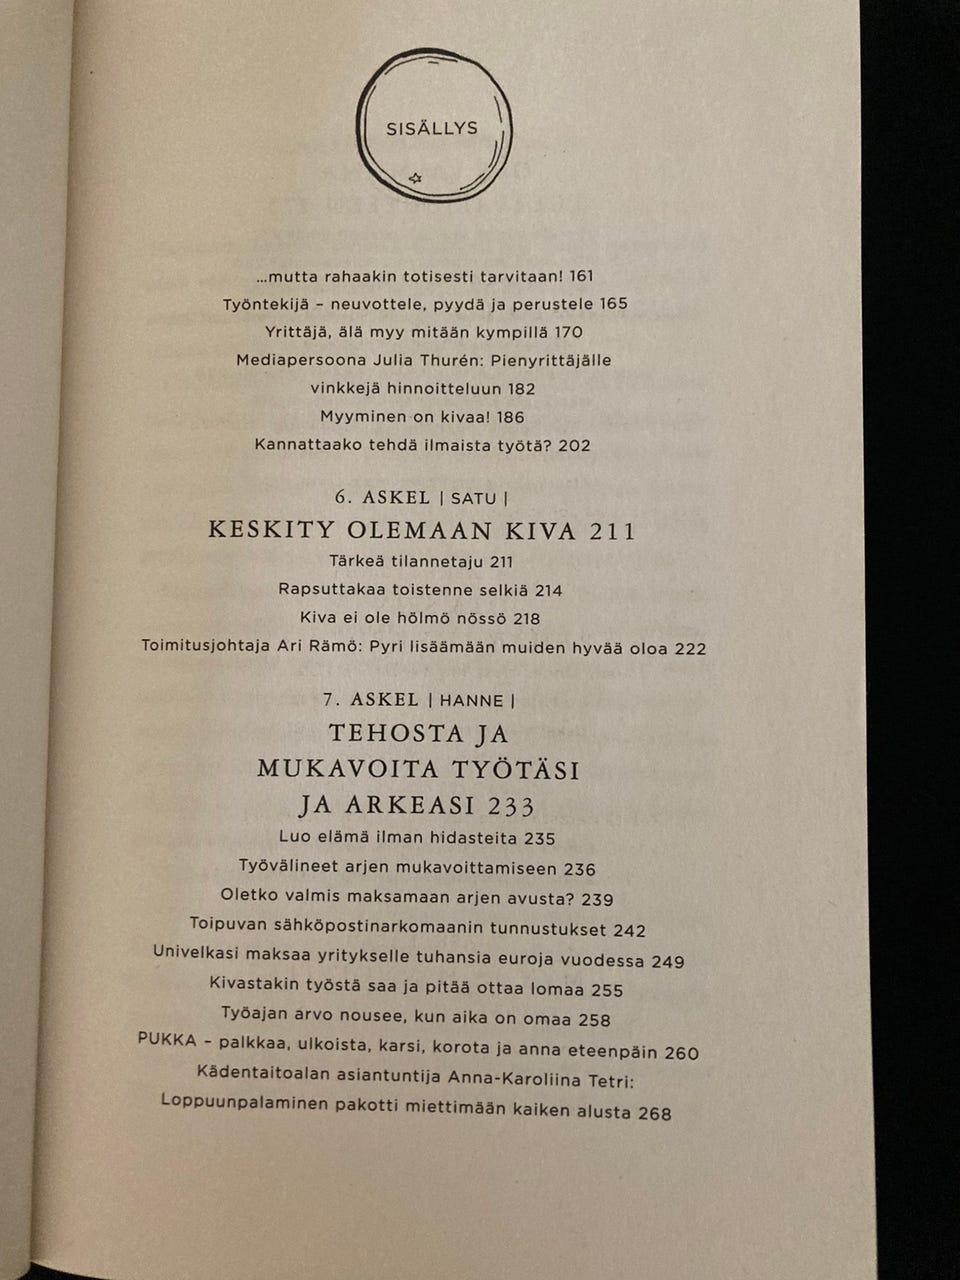 SISÄLLYS
...mutta rahaakin totisesti tarvitaan! 161
Työntekijä – neuvottele, pyydä ja perustele 165
Yrittäjä, älä myy mitään kympillä 170
Mediapersoona Julia Thurén: Pienyrittäjälle
vinkkejä hinnoitteluun 182
Myyminen on kivaa! 186
Kannattaako tehdä ilmaista työtä? 202
6. ASKEL | SATU |
KESKITY OLEMAAN KIVA 211
Tärkeä tilannetaju 211
Rapsuttakaa toistenne selkiä 214
Kiva ei ole hölmö nössö 218
Toimitusjohtaja Ari Rämö: Pyri lisäämään muiden hyvää oloa 222
7. ASKEL | HANNE |
TEHOSTA JA
MUKAVOITA TYÖTÄSI
JA ARKEASI 233
Luo elämä ilman hidasteita 235
Työvälineet arjen mukavoittamiseen 236
Oletko valmis maksamaan arjen avusta? 239
Toipuvan sähköpostinarkomaanin tunnustukset 242
Univelkasi maksaa yritykselle tuhansia euroja vuodessa 249
Kivastakin työstä saa ja pitää ottaa lomaa 255
Työajan arvo nousee, kun aika on omaa 258
PUKKA – palkkaa, ulkoista, karsi, korota ja anna eteenpäin 260
Kädentaitoalan asiantuntija Anna-Karoliina Tetri:
Loppuunpalaminen pakotti miettimään kaiken alusta 268